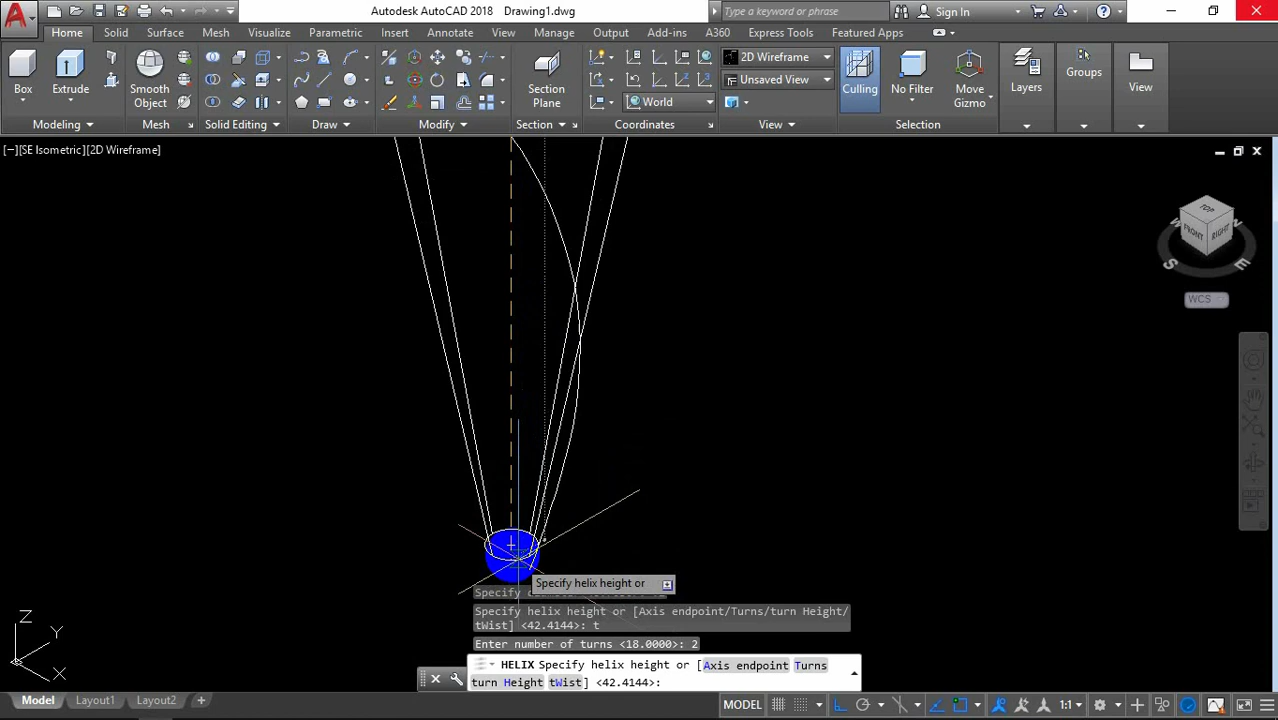 Autodesk AutoCAD 2018 Drawing1.dwg
Type a keyword or phrase
Sign In
Home Solid Surface Mesh Visualize Parametric Insert Annotate View Manage Output Add-ins A360 Express Tools Featured Apps
Box
Extrude
Smooth
Object
Section
Plane
2D Wireframe
Unsaved View
World
Culling
No Filter
Move
Gizmo
Layers
Groups
View
Modeling Mesh Solid Editing Draw Modify Section Coordinates View Selection
[−][SE Isometric][2D Wireframe]
TOP
FRONT RIGHT
W S E
WCS
Specify helix height or
Specify helix height or [Axis endpoint/Turns/turn Height/
tWist] <42.4144>: t
Enter number of turns <18.0000>: 2
HELIX Specify helix height or [Axis endpoint Turns
turn Height tWist] <42.4144>:
Z
Y
X
Model Layout1 Layout2 +
MODEL 1:1